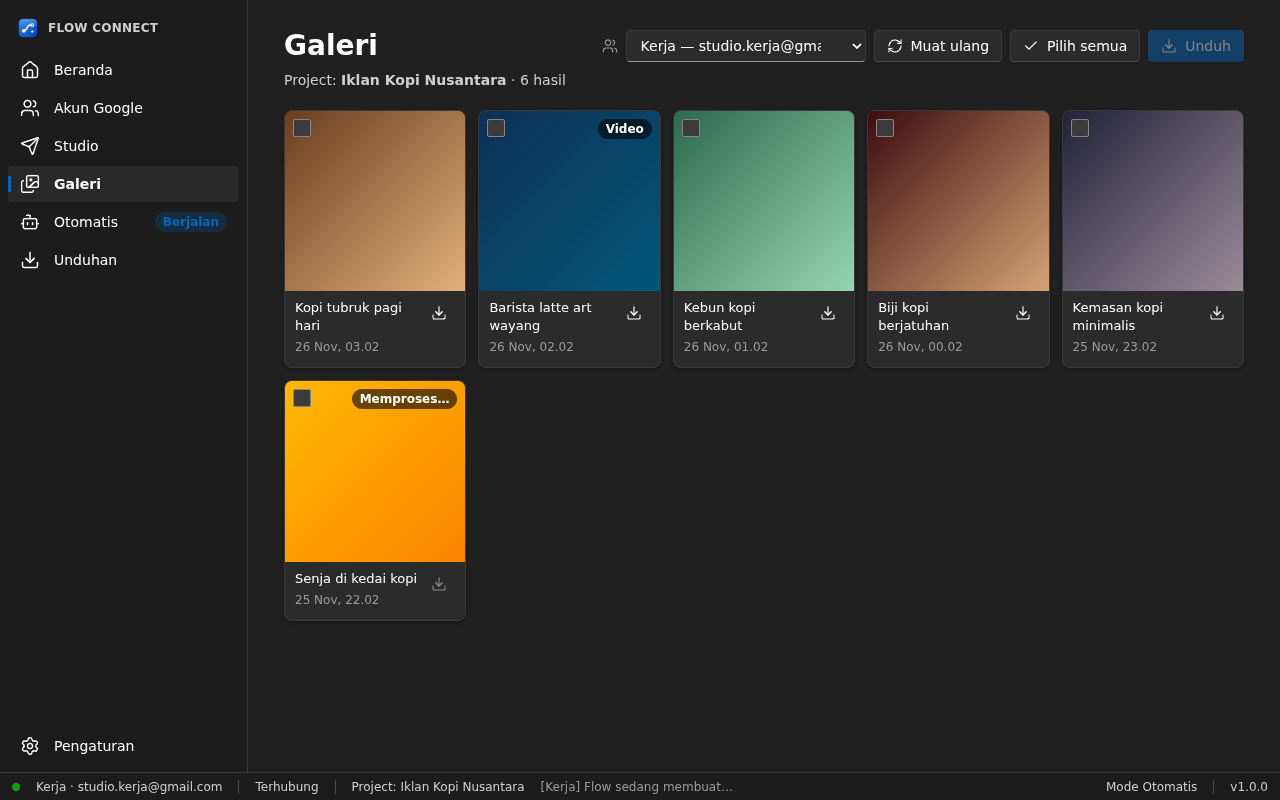 FLOW CONNECT
Beranda
Akun Google
Studio
Galeri
Otomatis Berjalan
Unduhan
Pengaturan
Galeri
Kerja — studio.kerja@gma
Muat ulang
Pilih semua
Unduh
Project: Iklan Kopi Nusantara · 6 hasil
Kopi tubruk pagi
hari
26 Nov, 03.02
Video
Barista latte art
wayang
26 Nov, 02.02
Kebun kopi
berkabut
26 Nov, 01.02
Biji kopi
berjatuhan
26 Nov, 00.02
Kemasan kopi
minimalis
25 Nov, 23.02
Memproses…
Senja di kedai kopi
25 Nov, 22.02
Kerja · studio.kerja@gmail.com
Terhubung
Project: Iklan Kopi Nusantara
[Kerja] Flow sedang membuat…
Mode Otomatis
v1.0.0